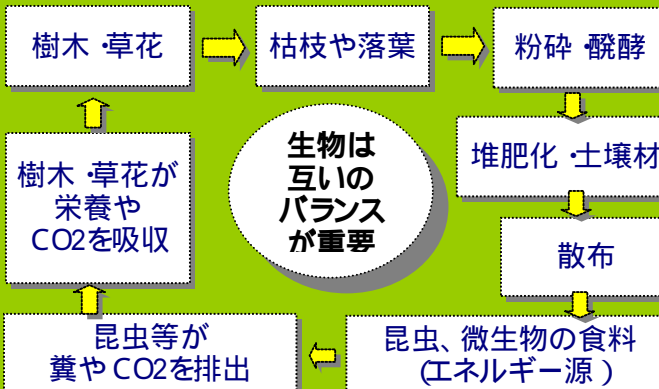 樹木・草花
枯枝や落葉
粉砕・醗酵
堆肥化・土壌材
散布
昆虫、微生物の食料
(エネルギー源)
昆虫等が
糞やCO2を排出
樹木・草花が
栄養や
CO2を吸収
生物は
互いの
バランス
が重要